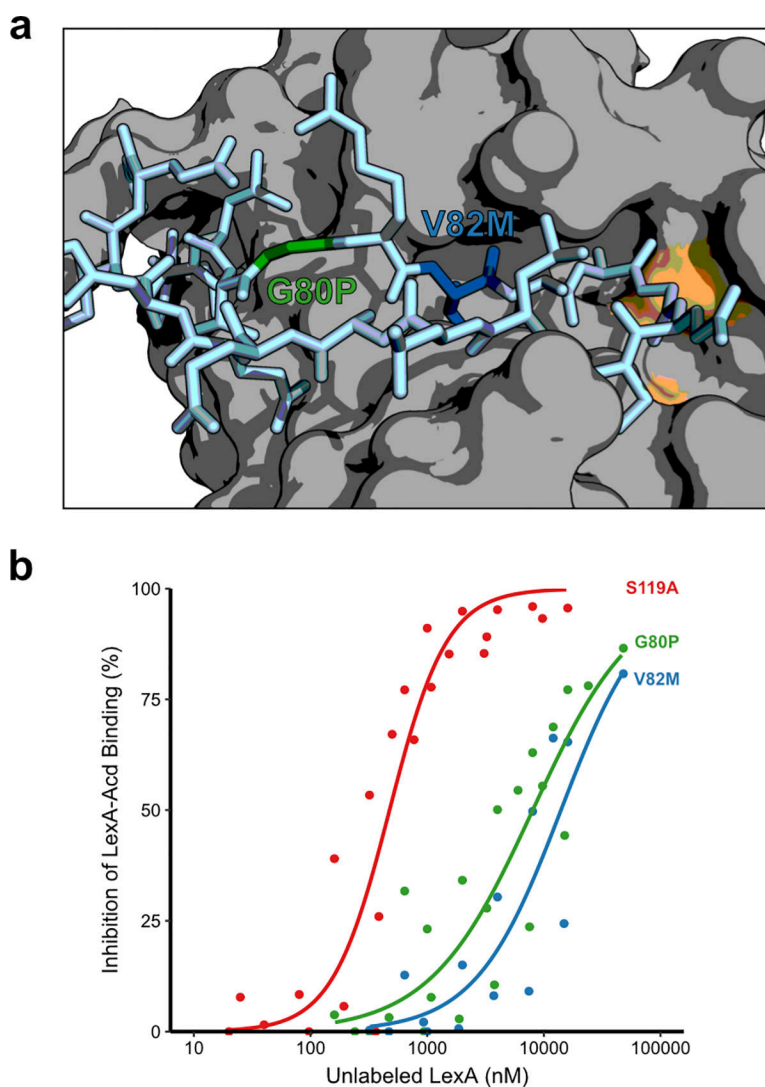 a
V82M
G80P
b
100
75
50
25
0
Inhibition of LexA-Acd Binding (%)
S119A
G80P
V82M
10
100
1000
10000
100000
Unlabeled LexA (nM)